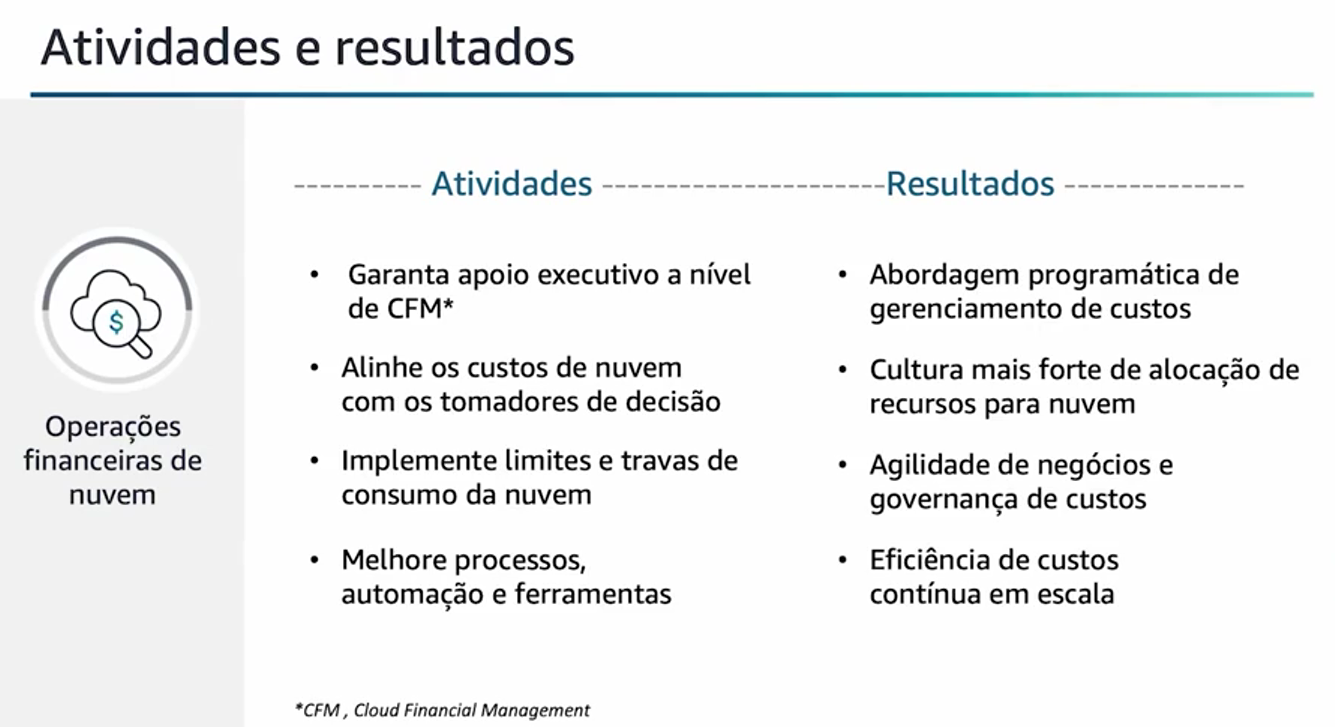 Atividades e resultados
Atividades
Resultados
$
Operações
financeiras de
nuvem
• Garanta apoio executivo a nível
de CFM*
• Alinhe os custos de nuvem
com os tomadores de decisão
• Implemente limites e travas de
consumo da nuvem
• Melhore processos,
automação e ferramentas
• Abordagem programática de
gerenciamento de custos
• Cultura mais forte de alocação de
recursos para nuvem
• Agilidade de negócios e
governança de custos
• Eficiência de custos
contínua em escala
*CFM , Cloud Financial Management